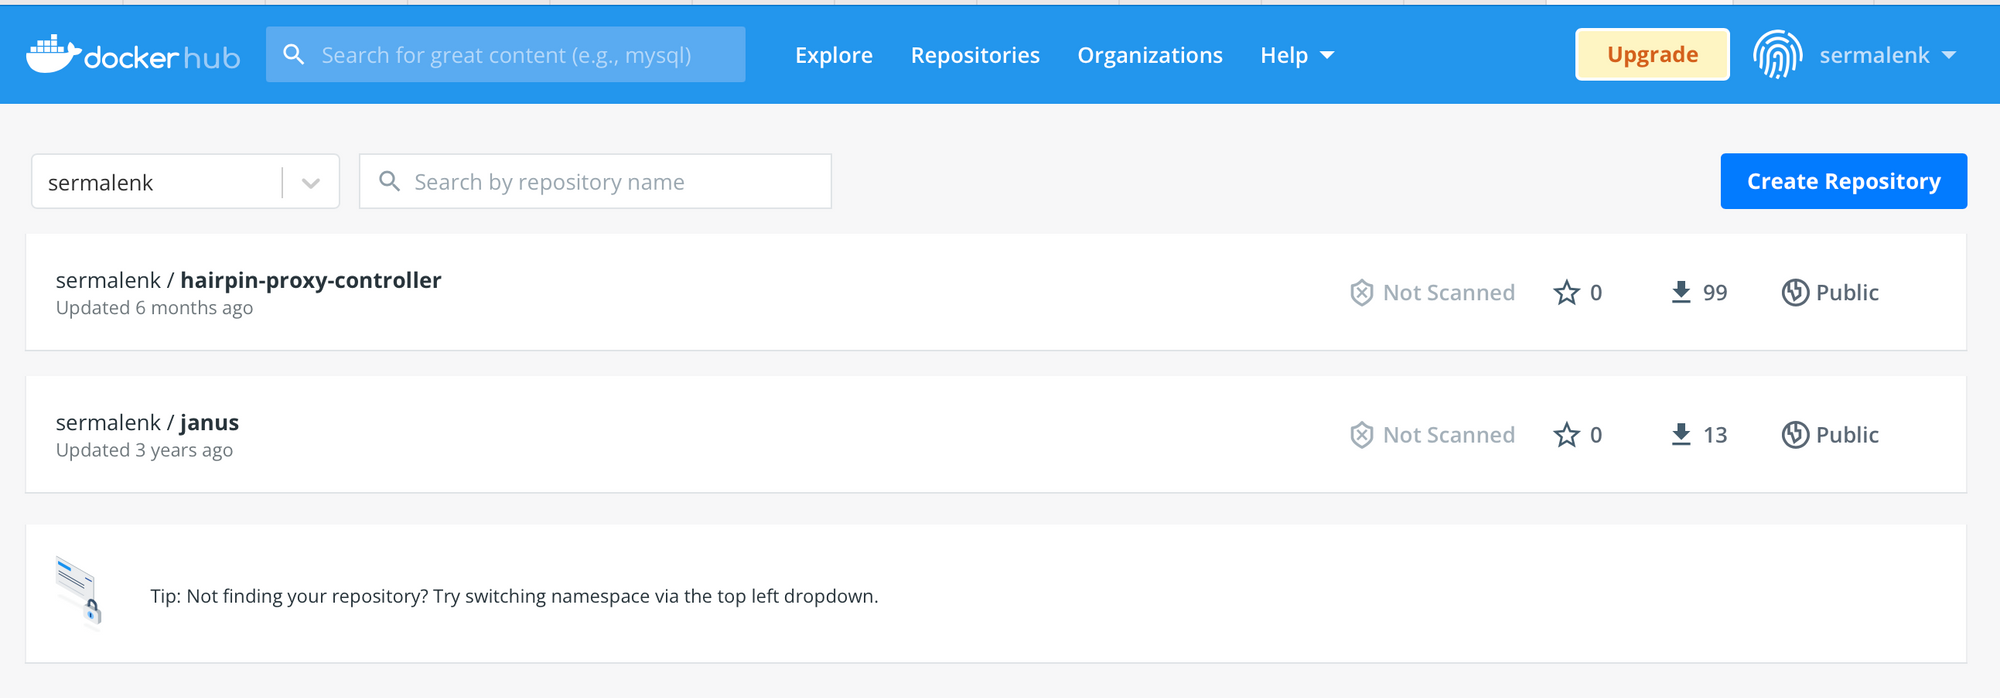 docker hub
Search for great content (e.g., mysql)
Explore
Repositories
Organizations
Help
Upgrade
sermalenk
sermalenk
Search by repository name
Create Repository
sermalenk / hairpin-proxy-controller
Updated 6 months ago
Not Scanned
0
99
Public
sermalenk / janus
Updated 3 years ago
Not Scanned
0
13
Public
Tip: Not finding your repository? Try switching namespace via the top left dropdown.